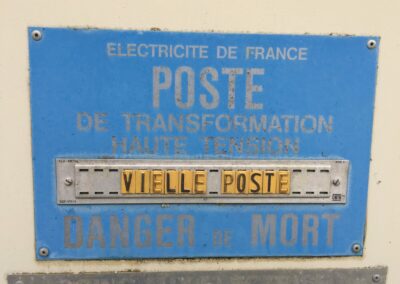 ELECTRICITE DE FRANCE
POSTE
DE TRANSFORMATION
HAUTE TENSION
VIELLE POSTE
DANGER DE MORT